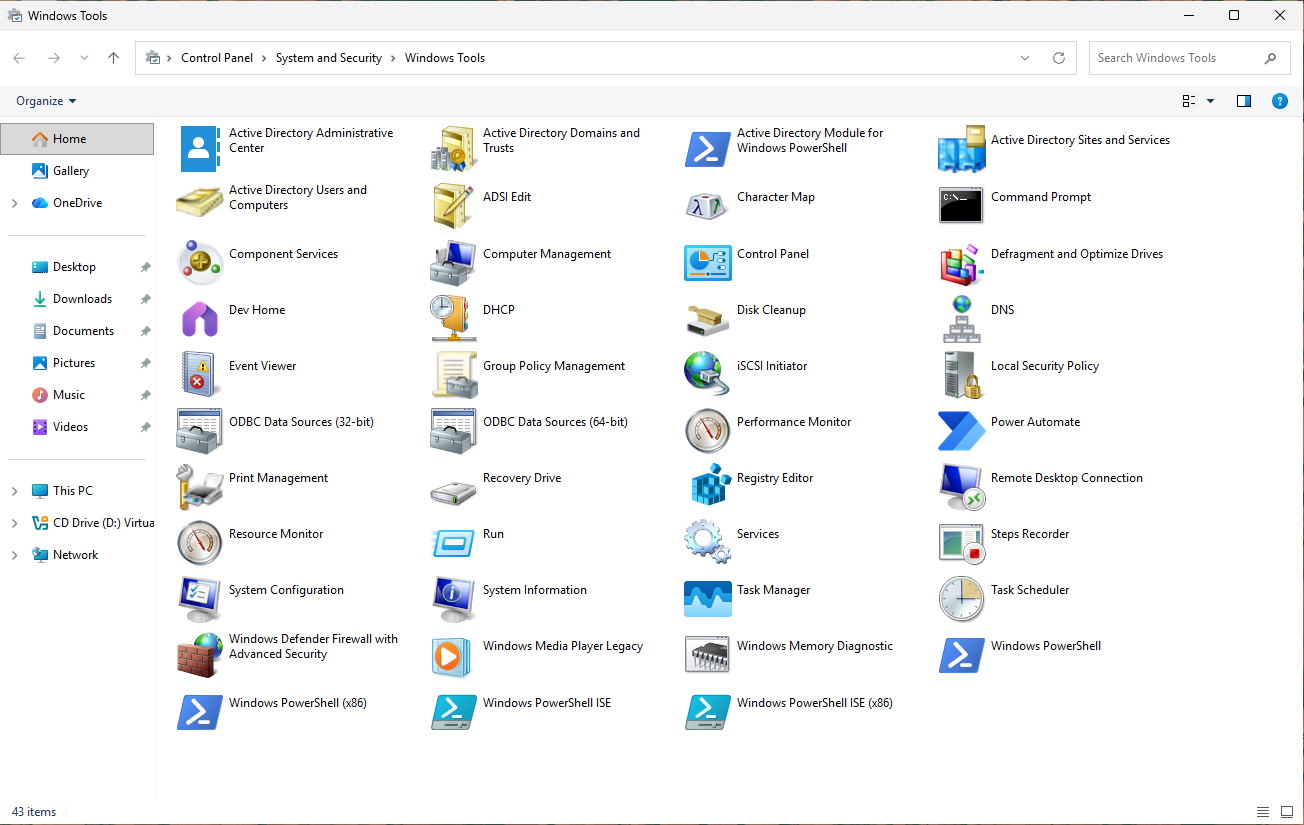 Windows Tools
Control Panel > System and Security > Windows Tools
Search Windows Tools
Organize
Home
Gallery
OneDrive
Desktop
Downloads
Documents
Pictures
Music
Videos
This PC
CD Drive (D:) Virtua
Network
Active Directory Administrative
Center
Active Directory Domains and
Trusts
Active Directory Module for
Windows PowerShell
Active Directory Sites and Services
Active Directory Users and
Computers
ADSI Edit
Character Map
Command Prompt
Component Services
Computer Management
Control Panel
Defragment and Optimize Drives
Dev Home
DHCP
Disk Cleanup
DNS
Event Viewer
Group Policy Management
iSCSI Initiator
Local Security Policy
ODBC Data Sources (32-bit)
ODBC Data Sources (64-bit)
Performance Monitor
Power Automate
Print Management
Recovery Drive
Registry Editor
Remote Desktop Connection
Resource Monitor
Run
Services
Steps Recorder
System Configuration
System Information
Task Manager
Task Scheduler
Windows Defender Firewall with
Advanced Security
Windows Media Player Legacy
Windows Memory Diagnostic
Windows PowerShell
Windows PowerShell (x86)
Windows PowerShell ISE
Windows PowerShell ISE (x86)
43 items